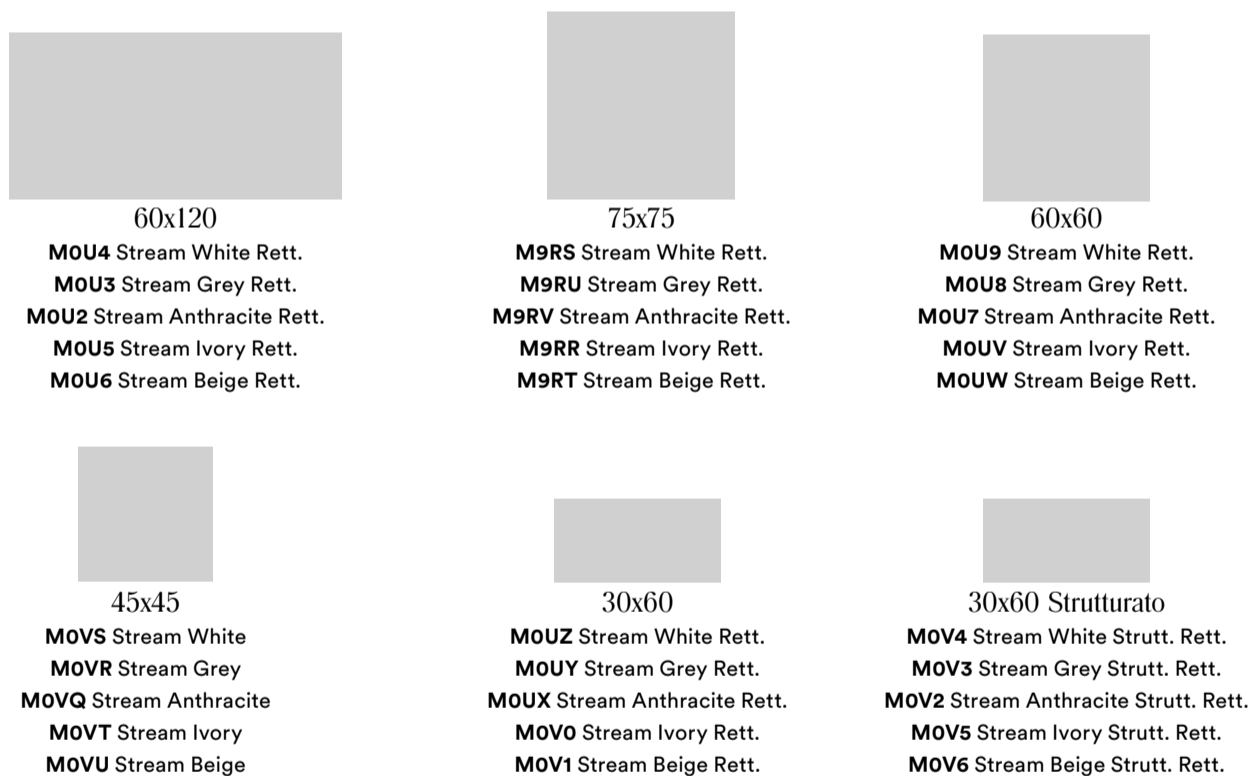 60x120
M0U4 Stream White Rett.
M0U3 Stream Grey Rett.
M0U2 Stream Anthracite Rett.
M0U5 Stream Ivory Rett.
M0U6 Stream Beige Rett.
75x75
M9RS Stream White Rett.
M9RU Stream Grey Rett.
M9RV Stream Anthracite Rett.
M9RR Stream Ivory Rett.
M9RT Stream Beige Rett.
60x60
M0U9 Stream White Rett.
M0U8 Stream Grey Rett.
M0U7 Stream Anthracite Rett.
M0UV Stream Ivory Rett.
M0UW Stream Beige Rett.
45x45
M0VS Stream White
M0VR Stream Grey
M0VQ Stream Anthracite
M0VT Stream Ivory
M0VU Stream Beige
30x60
M0UZ Stream White Rett.
M0UY Stream Grey Rett.
M0UX Stream Anthracite Rett.
M0V0 Stream Ivory Rett.
M0V1 Stream Beige Rett.
30x60 Strutturato
M0V4 Stream White Strutt. Rett.
M0V3 Stream Grey Strutt. Rett.
M0V2 Stream Anthracite Strutt. Rett.
M0V5 Stream Ivory Strutt. Rett.
M0V6 Stream Beige Strutt. Rett.